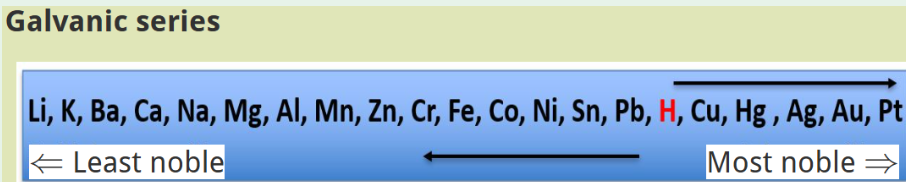 Galvanic series
Li, K, Ba, Ca, Na, Mg, Al, Mn, Zn, Cr, Fe, Co, Ni, Sn, Pb, H, Cu, Hg , Ag, Au, Pt
⇐ Least noble
Most noble ⇒